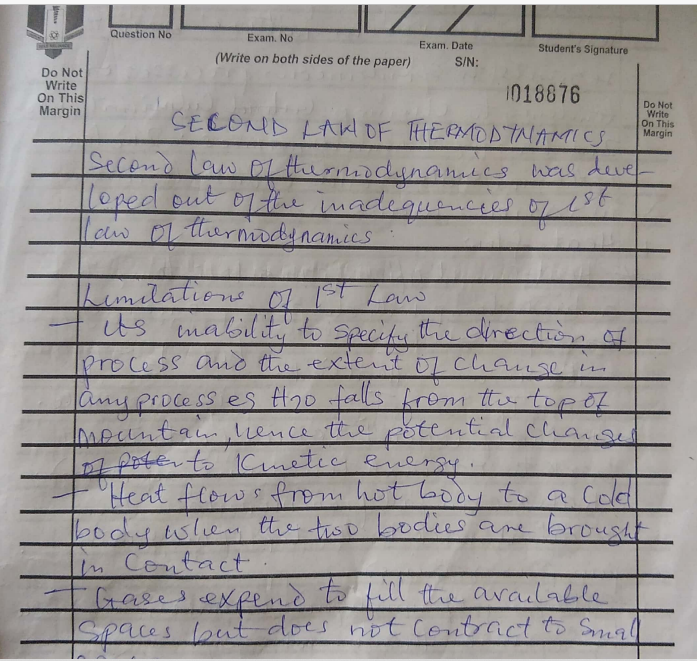 Question No
Exam. No
Exam. Date
Student's Signature
(Write on both sides of the paper)
S/N:
Do Not
Write
On This
Margin
1018876
Do Not
Write
On This
Margin
SECOND LAW OF THERMODYNAMICS
Second law of thermodynamics was deve-
loped out of the inadequencies of 1st
law of thermodynamics.
Limitations of 1st Law
- Its inability to specify the direction of
process and the extent of change in
any process es H20 falls from the top of
mountain, hence the potential changes
to Kinetic energy.
- Heat flows from hot body to a cold
body when the two bodies are brought
in Contact.
- Gases expend to fill the available
Spaces but does not contract to Small